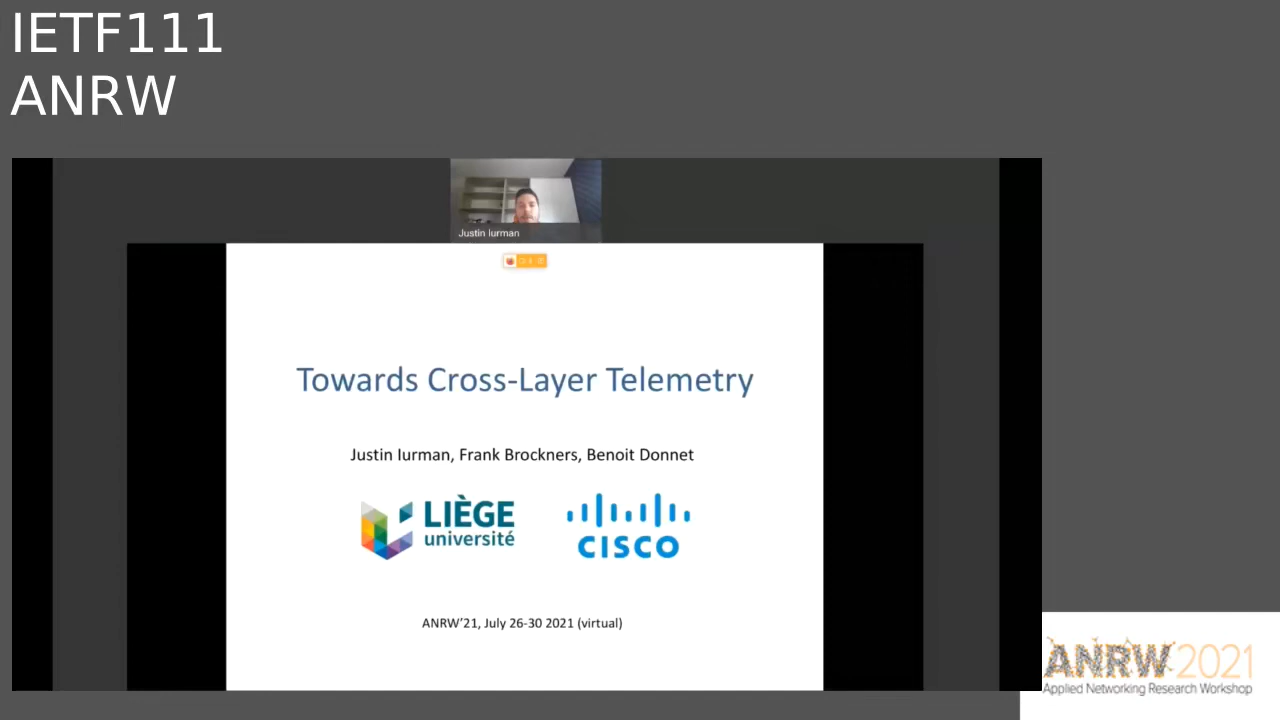 IETF111
ANRW
Justin Iurman
Towards Cross-Layer Telemetry
Justin Iurman, Frank Brockners, Benoit Donnet
LIÈGE
université
CISCO
ANRW'21, July 26-30 2021 (virtual)
ANRW2021
Applied Networking Research Workshop